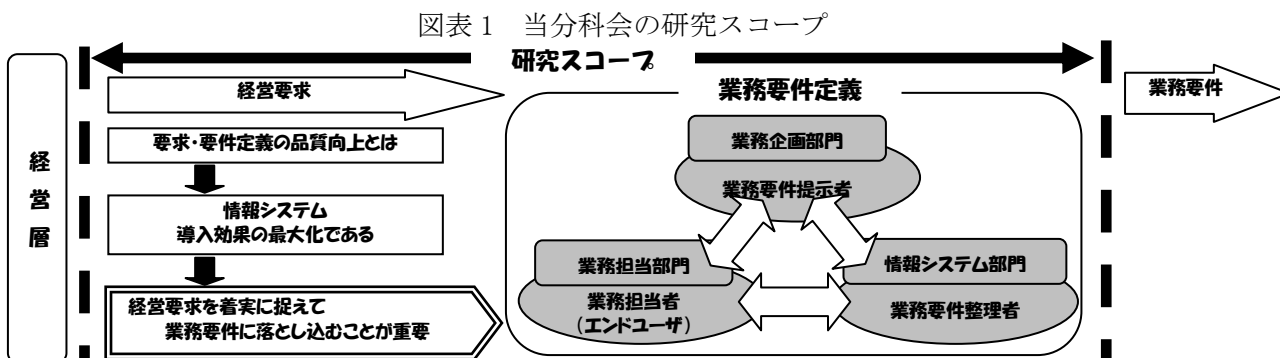 図表1 当分科会の研究スコープ
研究スコープ
経営層
経営要求
要求・要件定義の品質向上とは
情報システム
導入効果の最大化である
経営要求を着実に捉えて
業務要件に落とし込むことが重要
業務要件定義
業務企画部門
業務要件提示者
業務担当部門
業務担当者
(エンドユーザ)
情報システム部門
業務要件整理者
業務要件